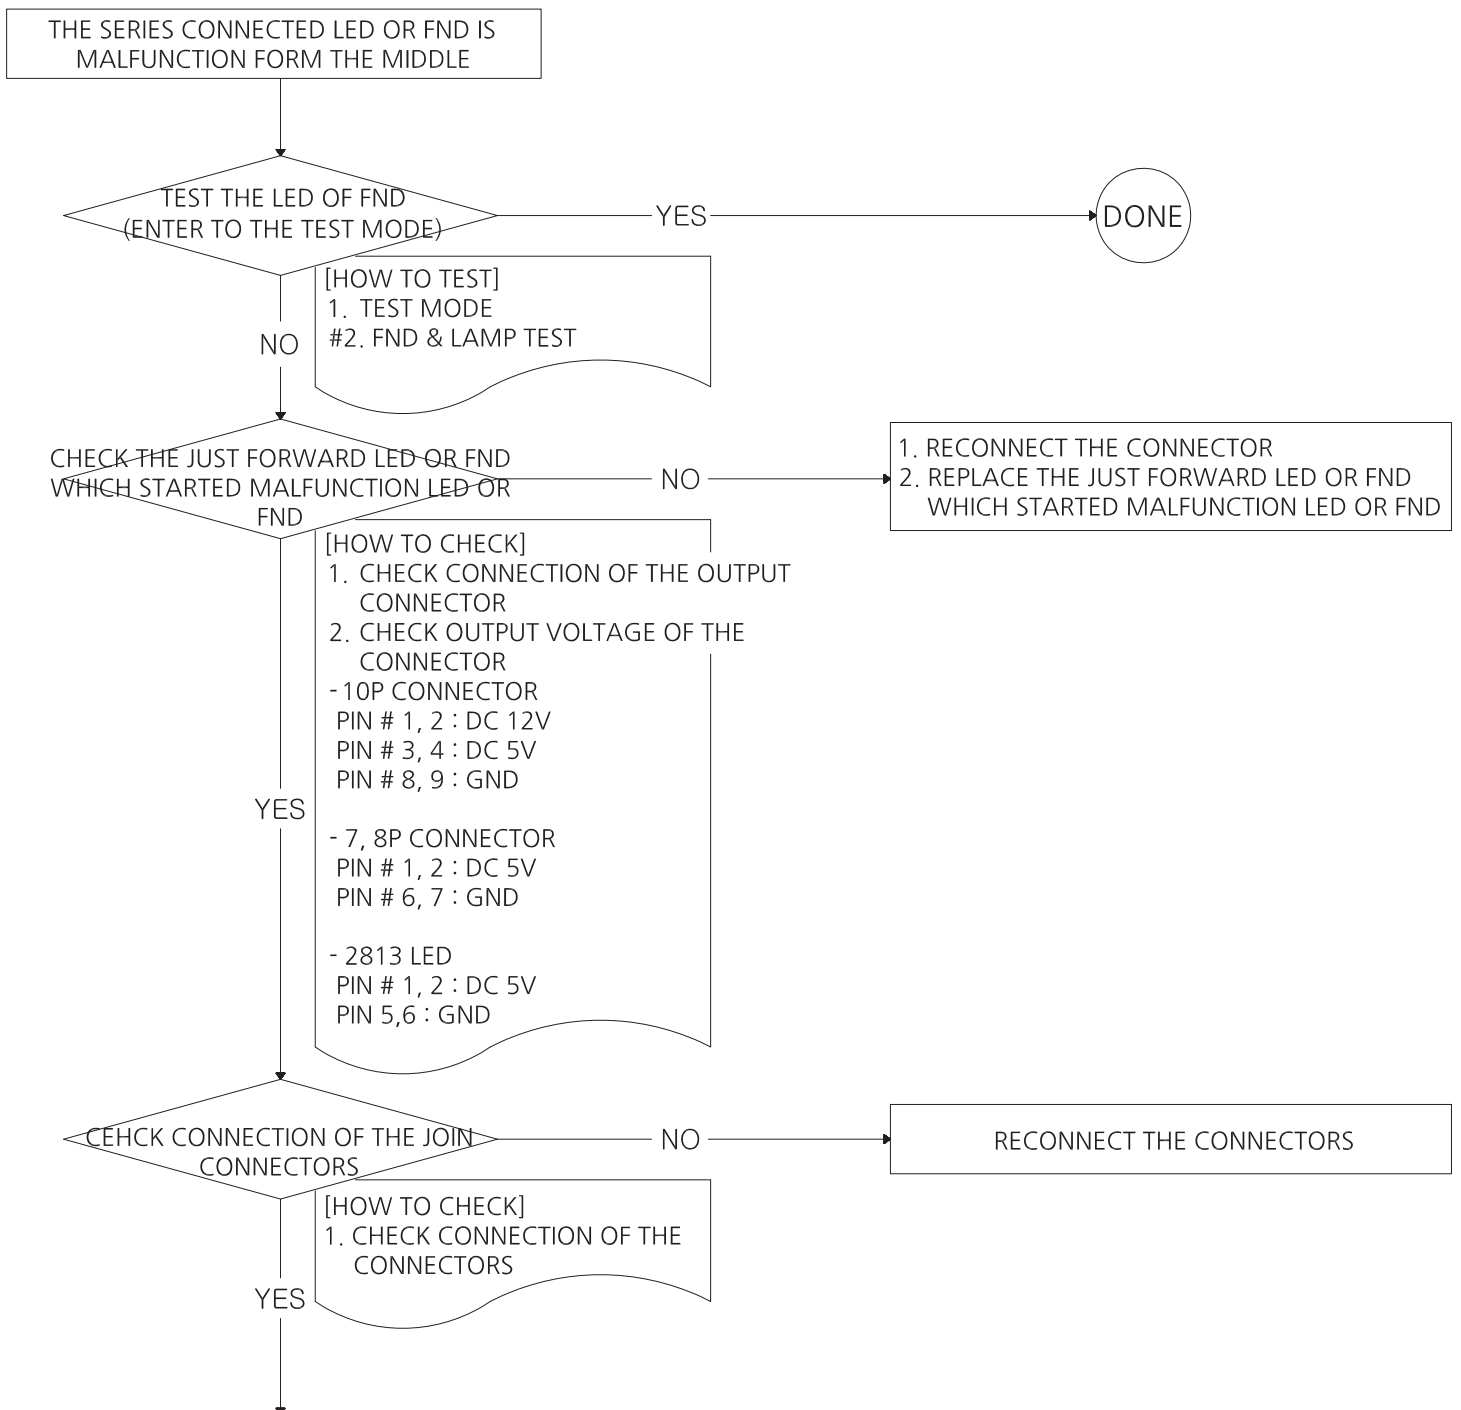 THE SERIES CONNECTED LED OR FND IS
MALFUNCTION FORM THE MIDDLE
TEST THE LED OF FND
(ENTER TO THE TEST MODE)
YES
DONE
[HOW TO TEST]
1. TEST MODE
#2. FND & LAMP TEST
NO
CHECK THE JUST FORWARD LED OR FND
WHICH STARTED MALFUNCTION LED OR
FND
NO
1. RECONNECT THE CONNECTOR
2. REPLACE THE JUST FORWARD LED OR FND
WHICH STARTED MALFUNCTION LED OR FND
[HOW TO CHECK]
1. CHECK CONNECTION OF THE OUTPUT
CONNECTOR
2. CHECK OUTPUT VOLTAGE OF THE
CONNECTOR
- 10P CONNECTOR
PIN # 1, 2 : DC 12V
PIN # 3, 4 : DC 5V
PIN # 8, 9 : GND
YES
- 7, 8P CONNECTOR
PIN # 1, 2 : DC 5V
PIN # 6, 7 : GND
- 2813 LED
PIN # 1, 2 : DC 5V
PIN 5,6 : GND
CEHCK CONNECTION OF THE JOIN
CONNECTORS
NO
RECONNECT THE CONNECTORS
[HOW TO CHECK]
1. CHECK CONNECTION OF THE
CONNECTORS
YES